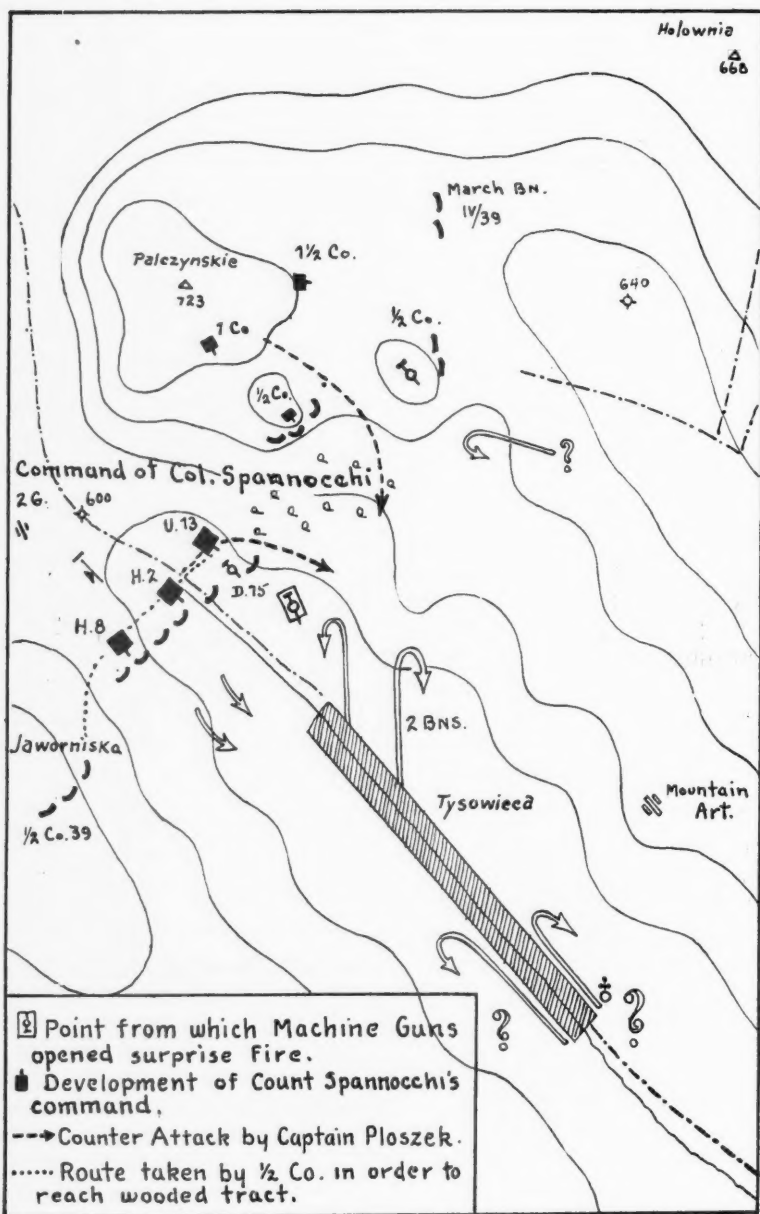 Holownia
668
March BN.
IV/39
1½ Co.
Palczynskie
723
640
½ Co.
1 Co
½ Co.
Command of Col. Spannocchi
2G.
600
U.13
?
H.2
D.75
H.8
2 BNS.
Jaworniska
Tysowieca
Mountain
Art.
½ Co. 39
?
?
Point from which Machine Guns
opened surprise Fire.
Development of Count Spannocchi's
command.
Counter Attack by Captain Ploszek.
Route taken by ½ Co. in order to
reach wooded tract.